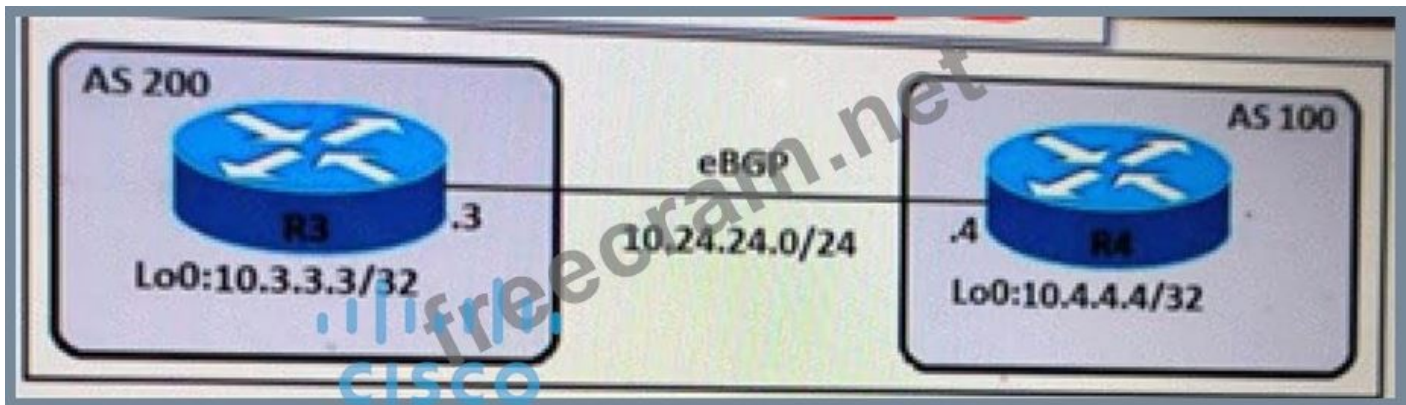 AS 200
AS 100
eBGP
R3
.3
10.24.24.0/24
.4
R4
Lo0:10.3.3.3/32
Lo0:10.4.4.4/32
freecram.net
CISCO